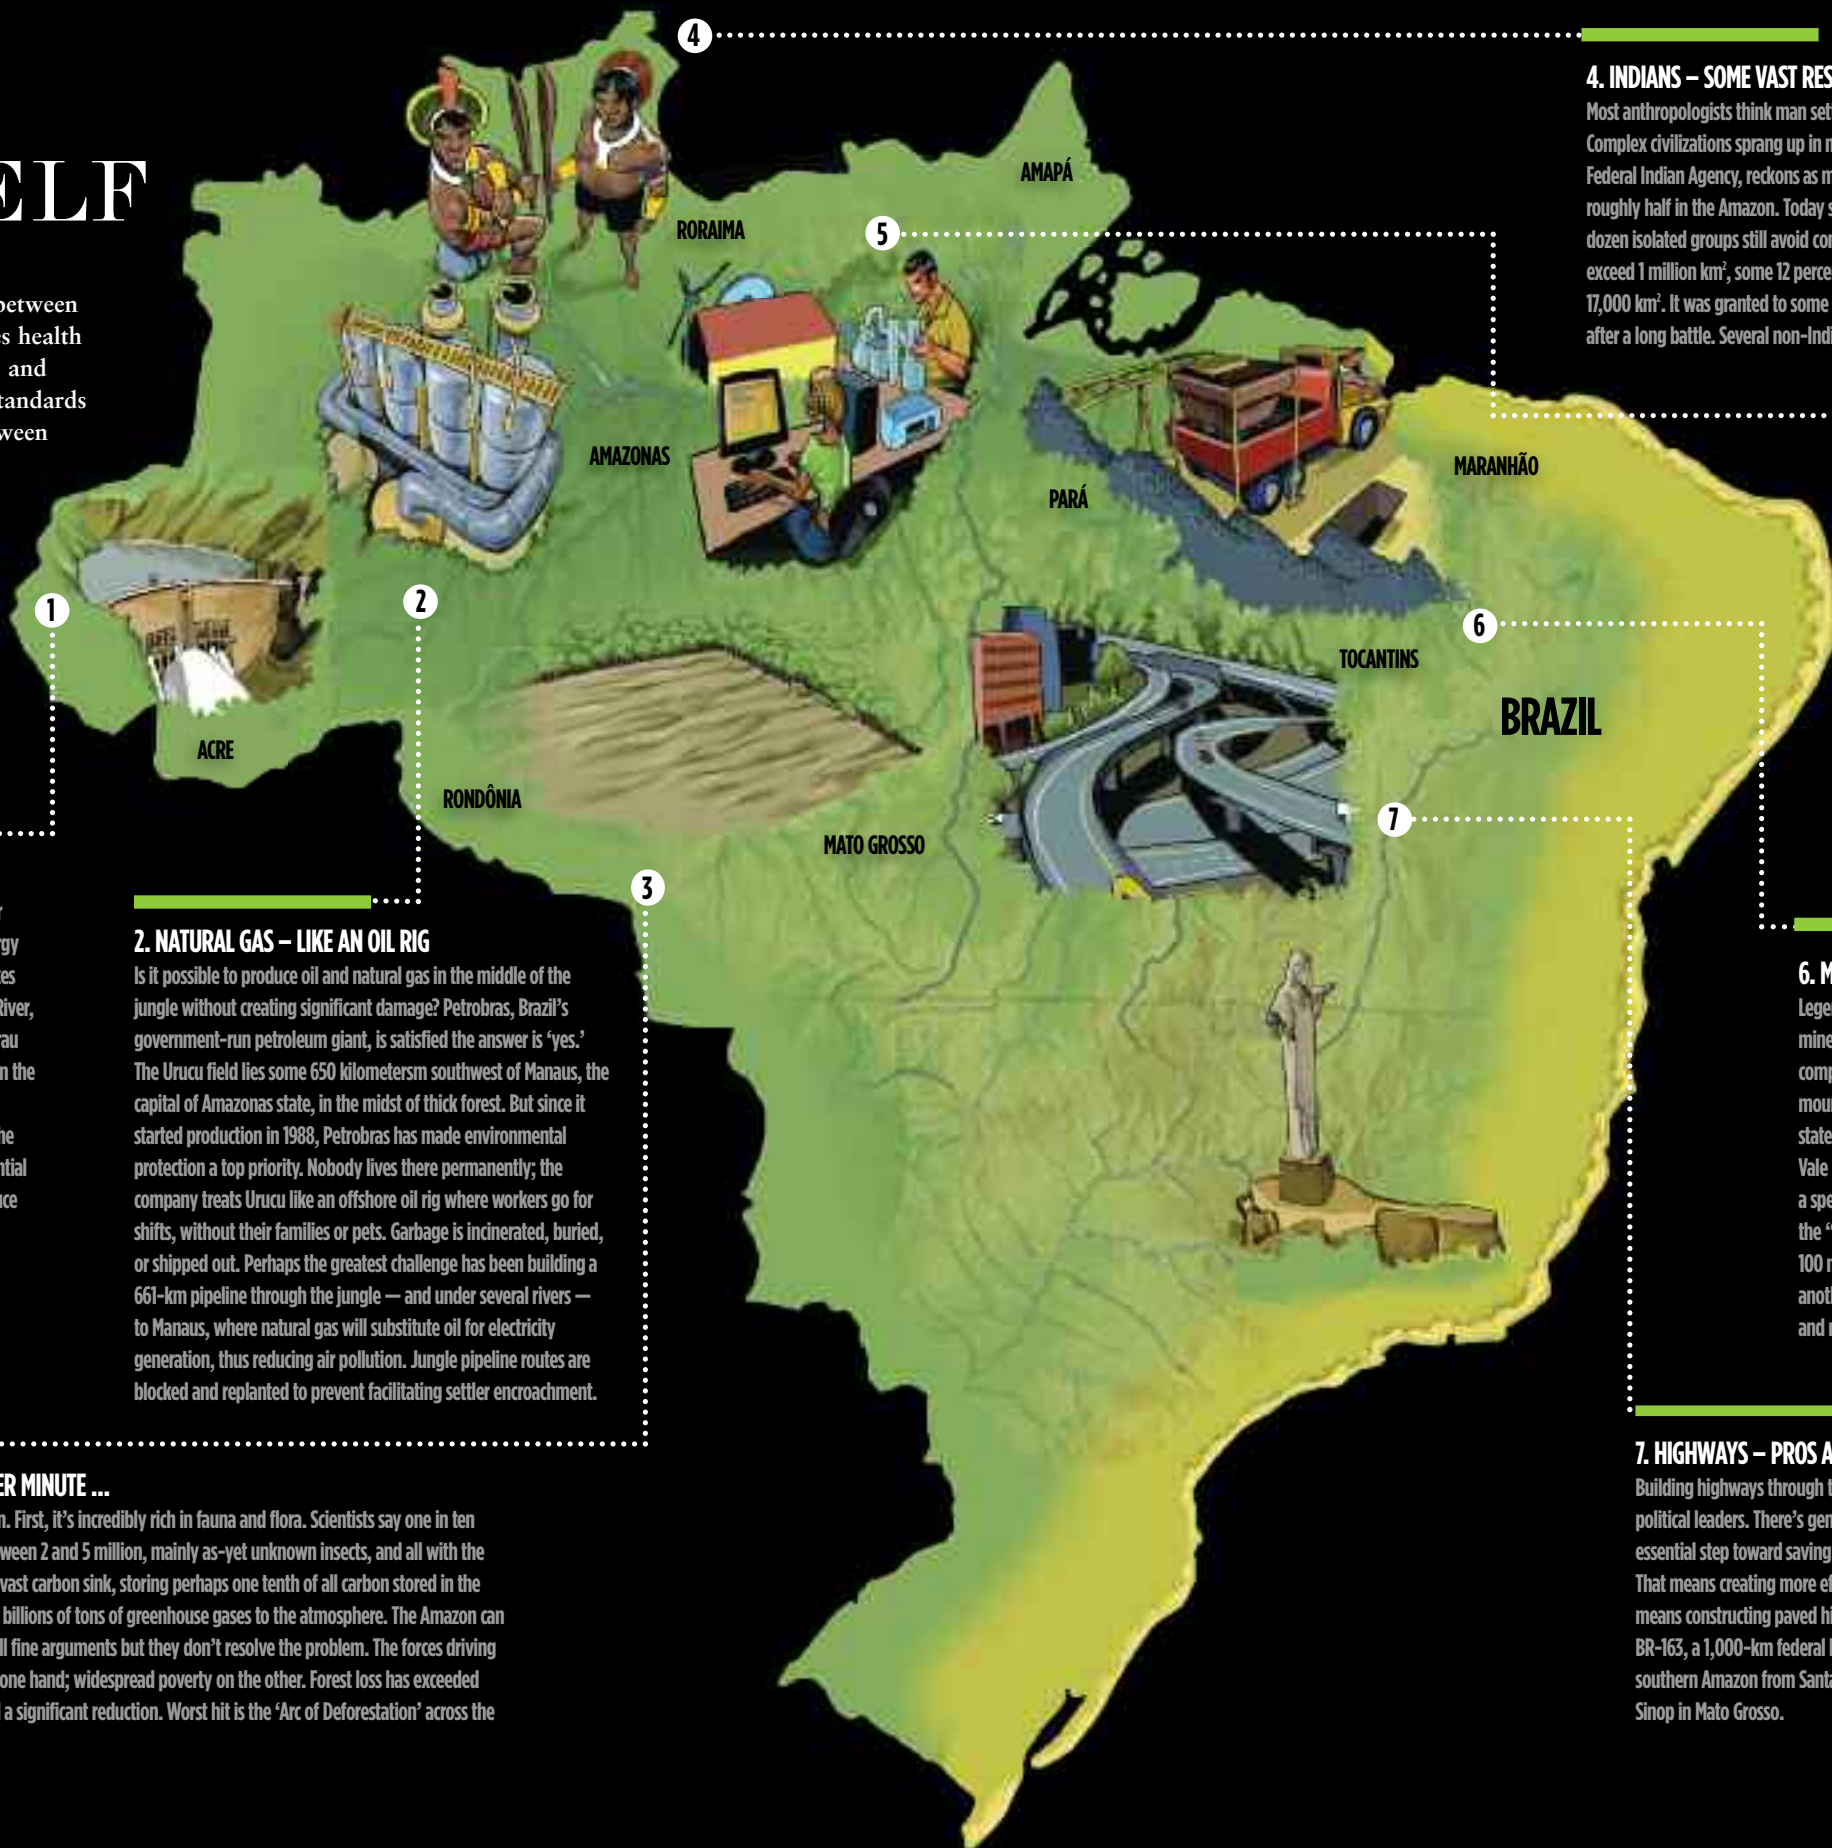 ELF
between
s health
and
tandards
ween
4
4. INDIANS – SOME VAST RES
Most anthropologists think man set
Complex civilizations sprang up in
Federal Indian Agency, reckons as m
roughly half in the Amazon. Today s
dozen isolated groups still avoid con
exceed 1 million km², some 12 perce
17,000 km². It was granted to some
after a long battle. Several non-Indi
AMAPÁ
RORAIMA
5
AMAZONAS
PARÁ
MARANHÃO
1
2
6
TOCANTINS
BRAZIL
ACRE
RONDÔNIA
7
MATO GROSSO
3
r
rgy
es
River,
rau
n the
he
ntial
ce
2. NATURAL GAS – LIKE AN OIL RIG
Is it possible to produce oil and natural gas in the middle of the
jungle without creating significant damage? Petrobras, Brazil’s
government-run petroleum giant, is satisfied the answer is ‘yes.’
The Urucu field lies some 650 kilometersm southwest of Manaus, the
capital of Amazonas state, in the midst of thick forest. But since it
started production in 1988, Petrobras has made environmental
protection a top priority. Nobody lives there permanently; the
company treats Urucu like an offshore oil rig where workers go for
shifts, without their families or pets. Garbage is incinerated, buried,
or shipped out. Perhaps the greatest challenge has been building a
661-km pipeline through the jungle — and under several rivers —
to Manaus, where natural gas will substitute oil for electricity
generation, thus reducing air pollution. Jungle pipeline routes are
blocked and replanted to prevent facilitating settler encroachment.
ER MINUTE ...
n. First, it’s incredibly rich in fauna and flora. Scientists say one in ten
ween 2 and 5 million, mainly as-yet unknown insects, and all with the
vast carbon sink, storing perhaps one tenth of all carbon stored in the
billions of tons of greenhouse gases to the atmosphere. The Amazon can
ll fine arguments but they don’t resolve the problem. The forces driving
one hand; widespread poverty on the other. Forest loss has exceeded
a significant reduction. Worst hit is the ‘Arc of Deforestation’ across the
6. M
Lege
mine
comp
moun
state
Vale
a spe
the “
100 m
anoth
and
7. HIGHWAYS – PROS A
Building highways through t
political leaders. There’s gen
essential step toward saving
That means creating more ef
means constructing paved hi
BR-163, a 1,000-km federal
southern Amazon from Santa
Sinop in Mato Grosso.